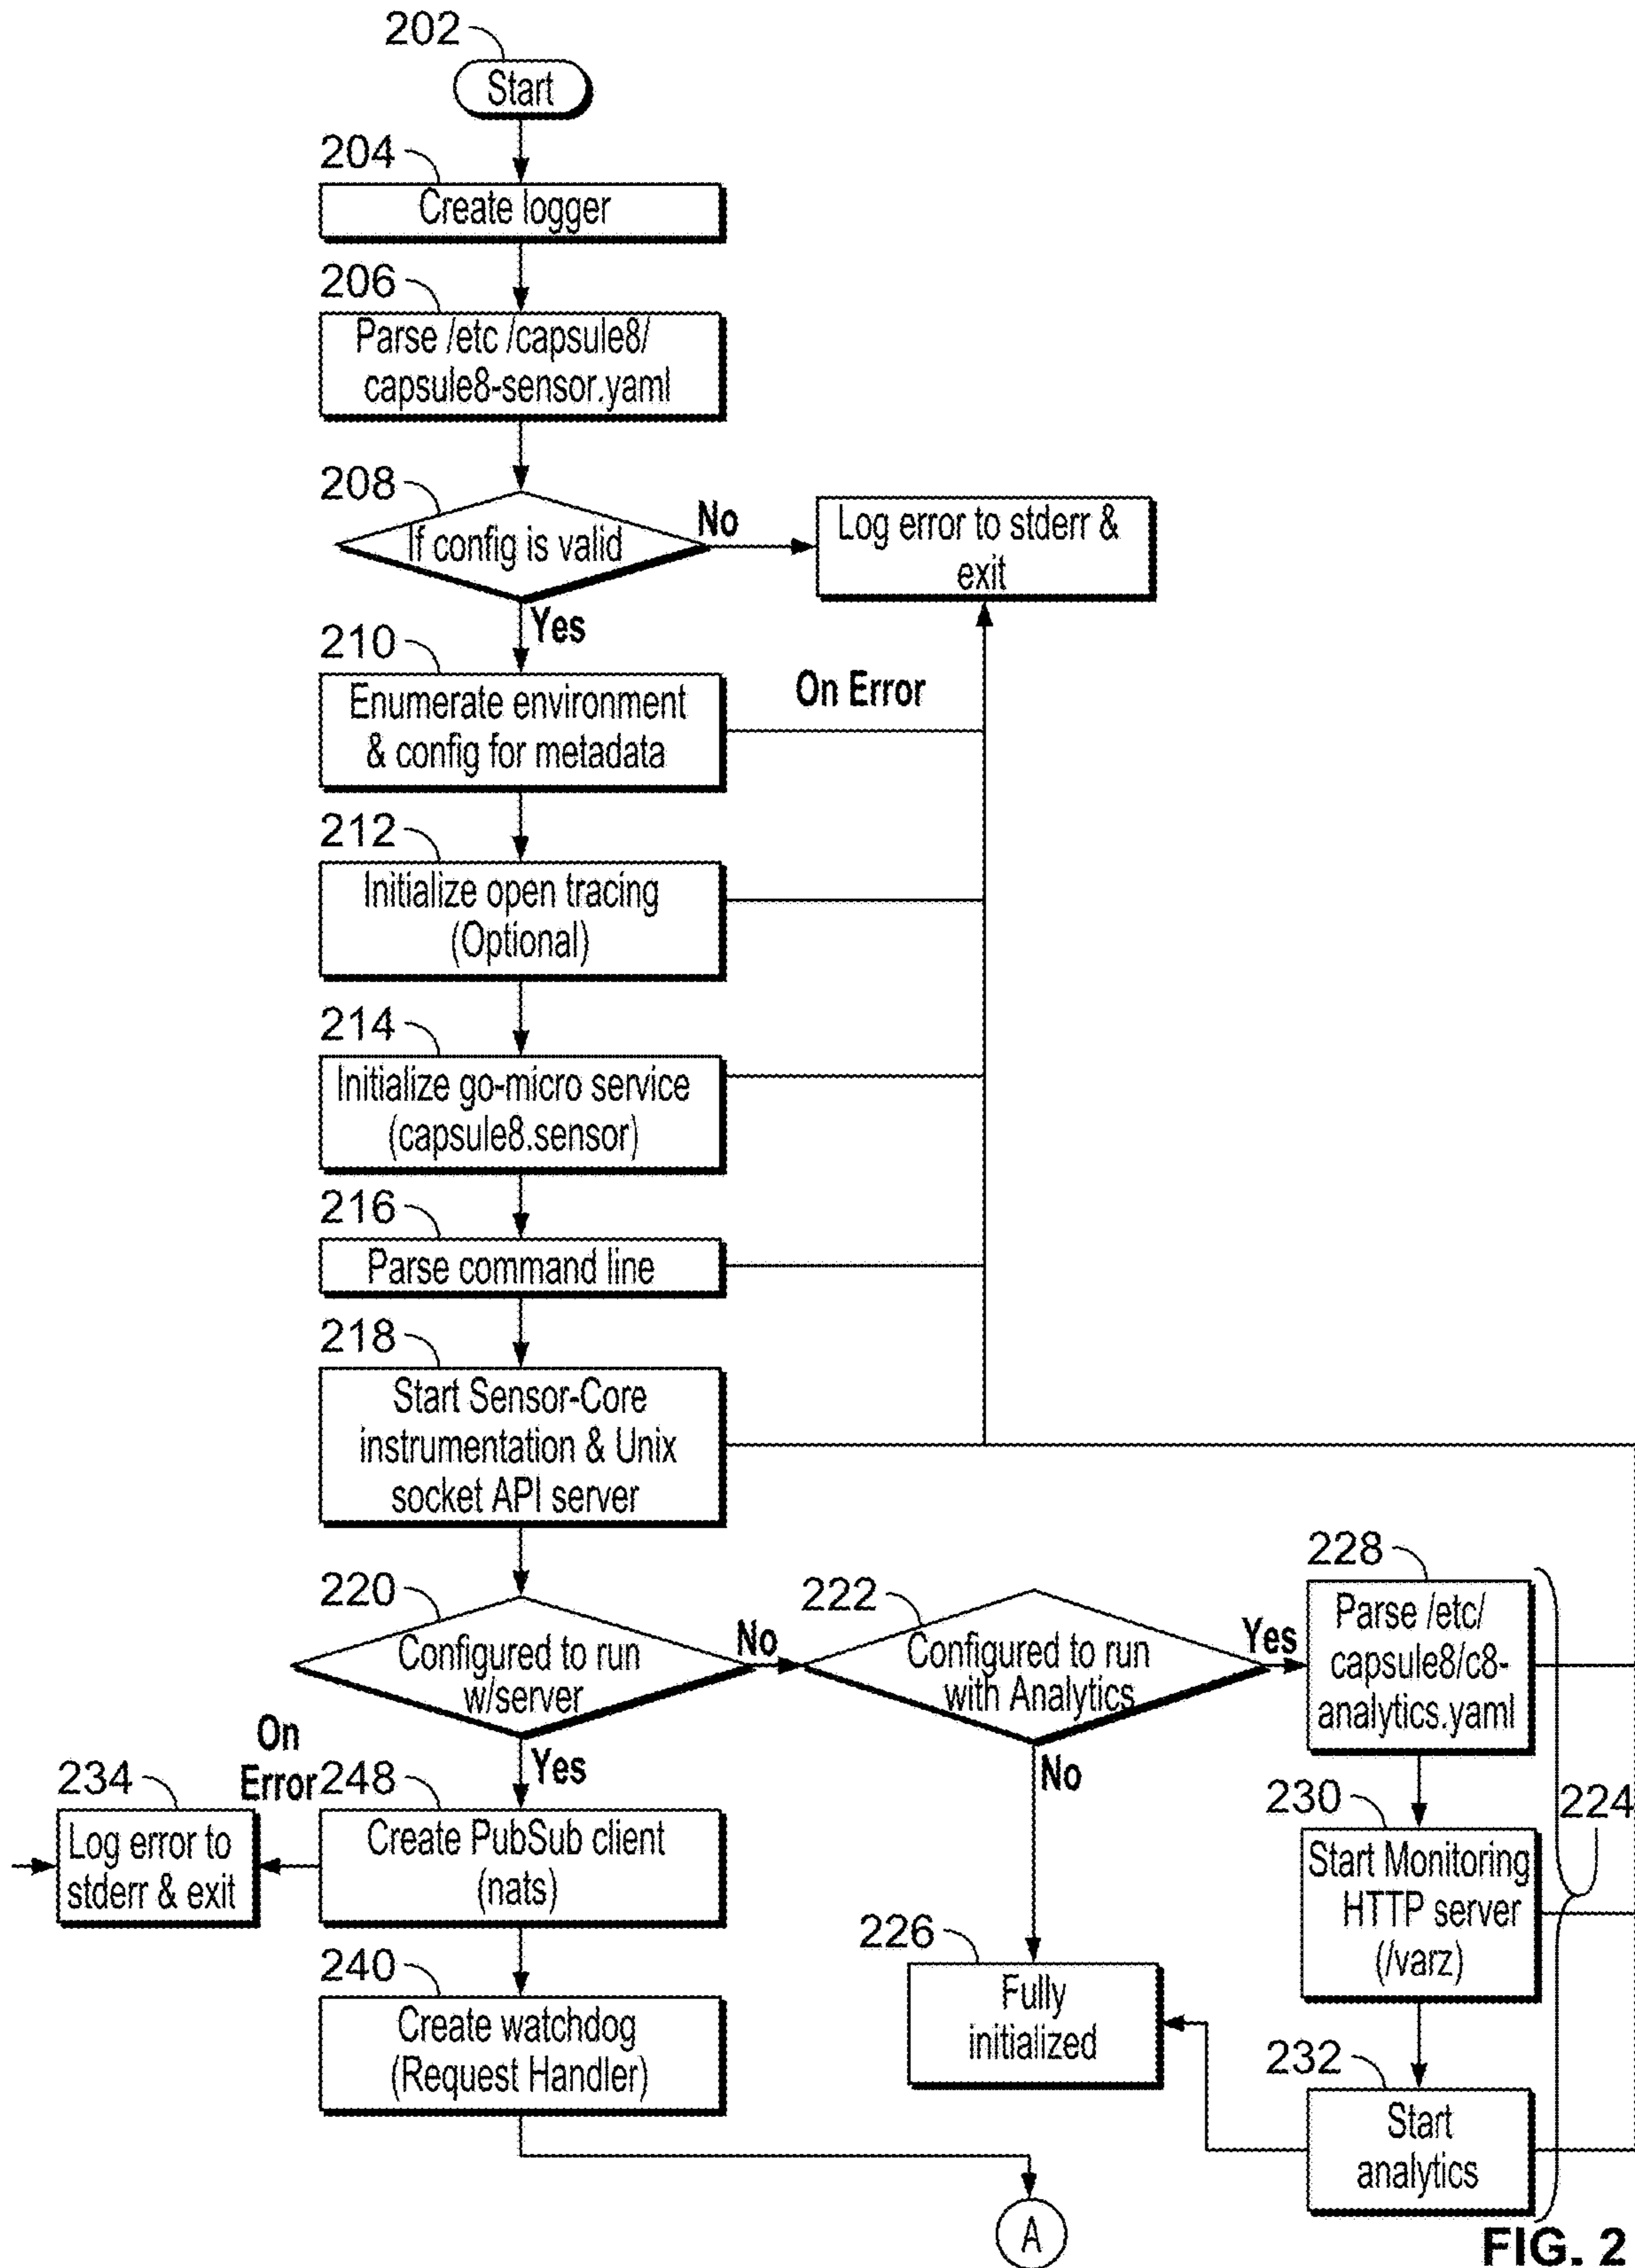 202
Start
204
Create logger
206
Parse /etc /capsule8/
capsule8-sensor.yaml
208
If config is valid
No
Log error to stderr &
exit
Yes
210
Enumerate environment
& config for metadata
On Error
212
Initialize open tracing
(Optional)
214
Initialize go-micro service
(capsule8.sensor)
216
Parse command line
218
Start Sensor-Core
instrumentation & Unix
socket API server
220
Configured to run
w/server
No
222
Configured to run
with Analytics
Yes
228
Parse /etc/
capsule8/c8-
analytics.yaml
On
Error
Yes
No
234
Log error to
stderr & exit
248
Create PubSub client
(nats)
230
Start Monitoring
HTTP server
(/varz)
224
240
Create watchdog
(Request Handler)
226
Fully
initialized
232
Start
analytics
A
FIG. 2